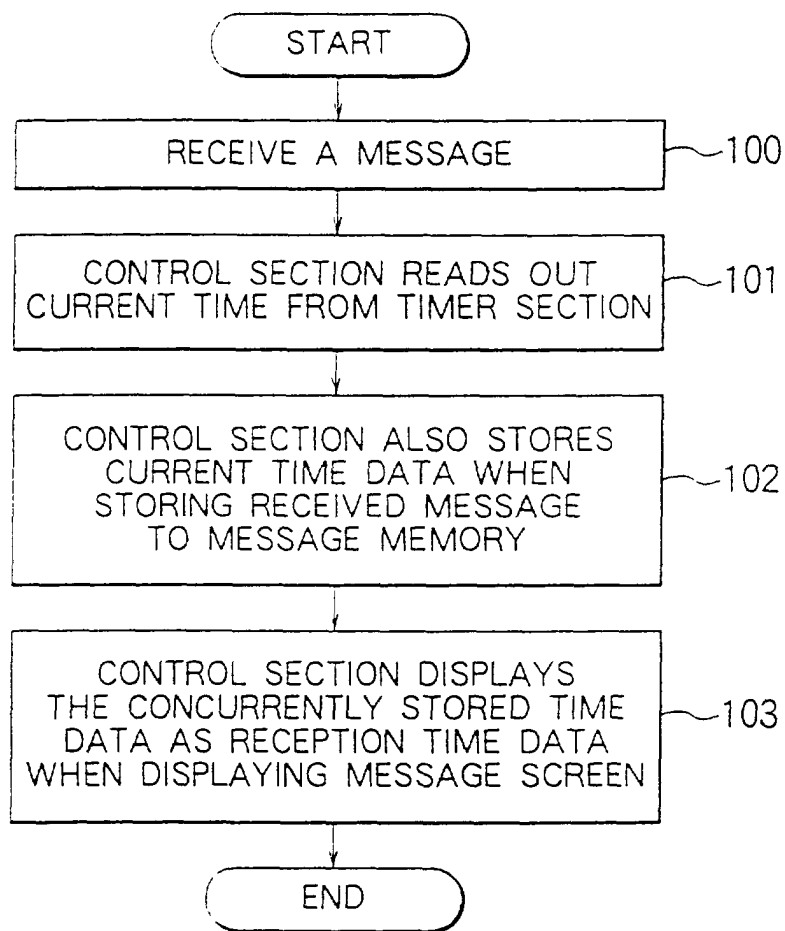 START
RECEIVE A MESSAGE
100
CONTROL SECTION READS OUT
CURRENT TIME FROM TIMER SECTION
101
CONTROL SECTION ALSO STORES
CURRENT TIME DATA WHEN
STORING RECEIVED MESSAGE
TO MESSAGE MEMORY
102
CONTROL SECTION DISPLAYS
THE CONCURRENTLY STORED TIME
DATA AS RECEPTION TIME DATA
WHEN DISPLAYING MESSAGE SCREEN
103
END